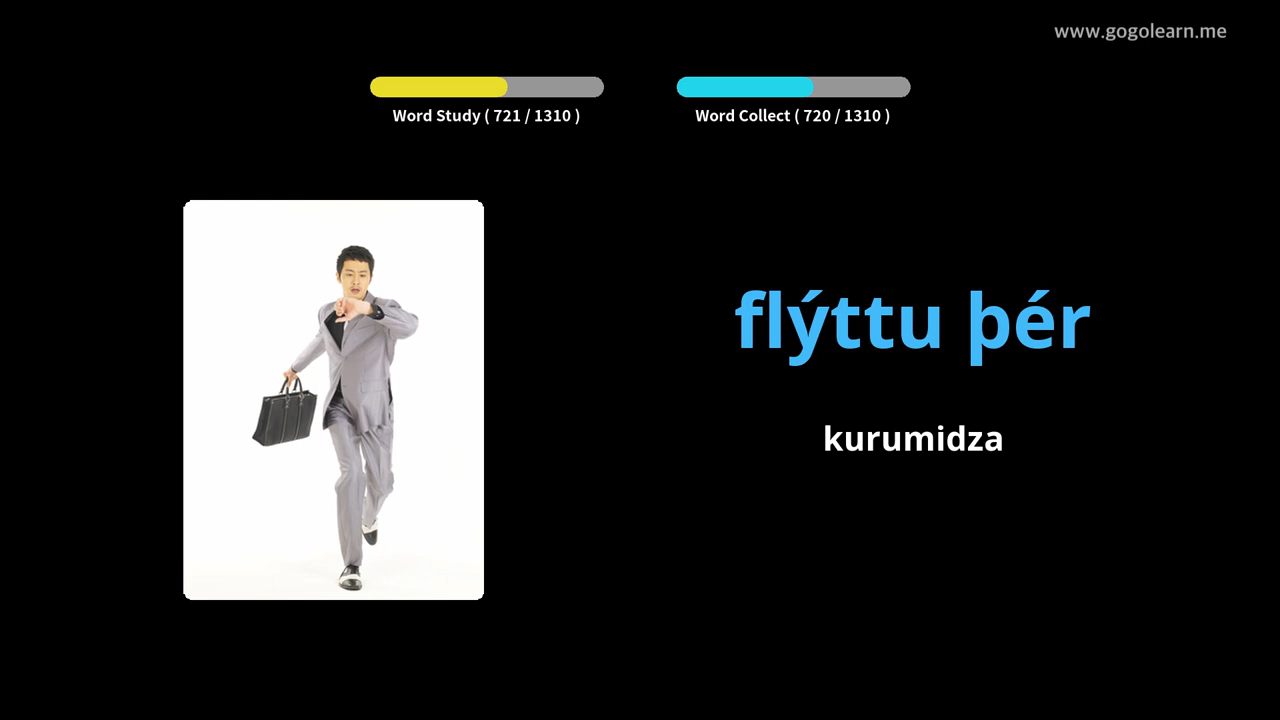 www.gogolearn.me
Word Study ( 721 / 1310 )
Word Collect ( 720 / 1310 )
flýttu þér
kurumidza